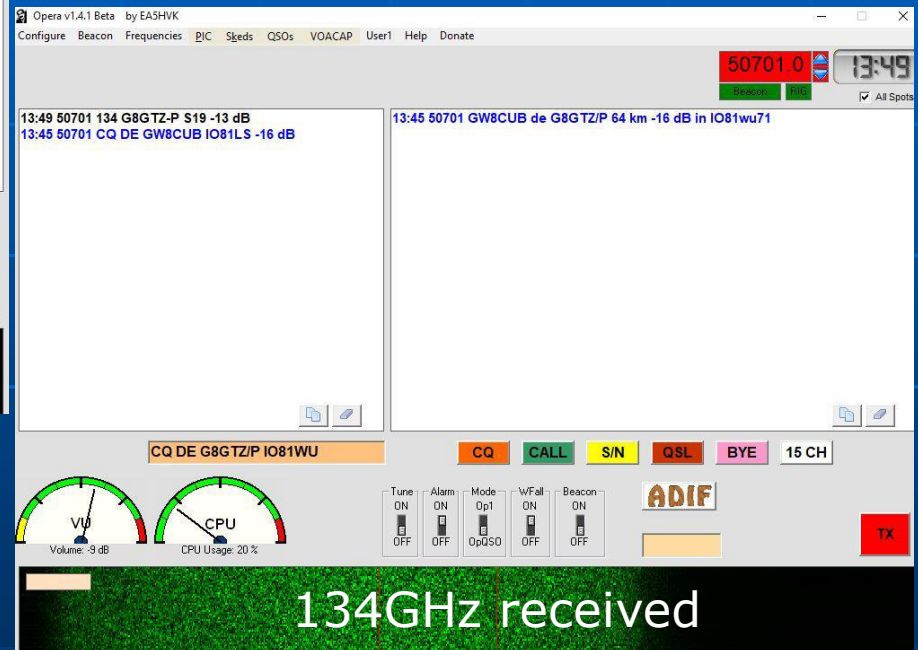 Opera v1.4.1 Beta by EA5HVK
Configure Beacon Frequencies PIC Skeds QSOs VOACAP User1 Help Donate
50701.0
13:49
Beacon RIG
All Spots
13:49 50701 134 G8GTZ-P S19 -13 dB
13:45 50701 CQ DE GW8CUB IO81LS -16 dB
13:45 50701 GW8CUB de G8GTZ/P 64 km -16 dB in IO81wu71
CQ DE G8GTZ/P IO81WU
CQ CALL S/N QSL BYE 15 CH
Tune Alarm Mode WFall Beacon
ON ON Op1 ON ON
OFF OFF OpQSO OFF OFF
ADIF
VU
Volume: -9 dB
CPU
CPU Usage: 20 %
TX
134GHz received